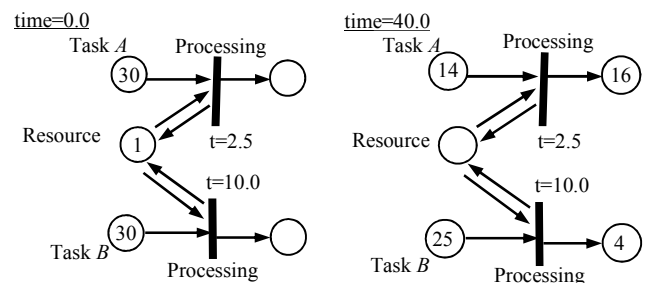 time=0.0
Task A
Processing
30
Resource
1
t=2.5
t=10.0
30
Task B
Processing
time=40.0
Task A
Processing
14
16
Resource
t=2.5
t=10.0
25
4
Task B
Processing